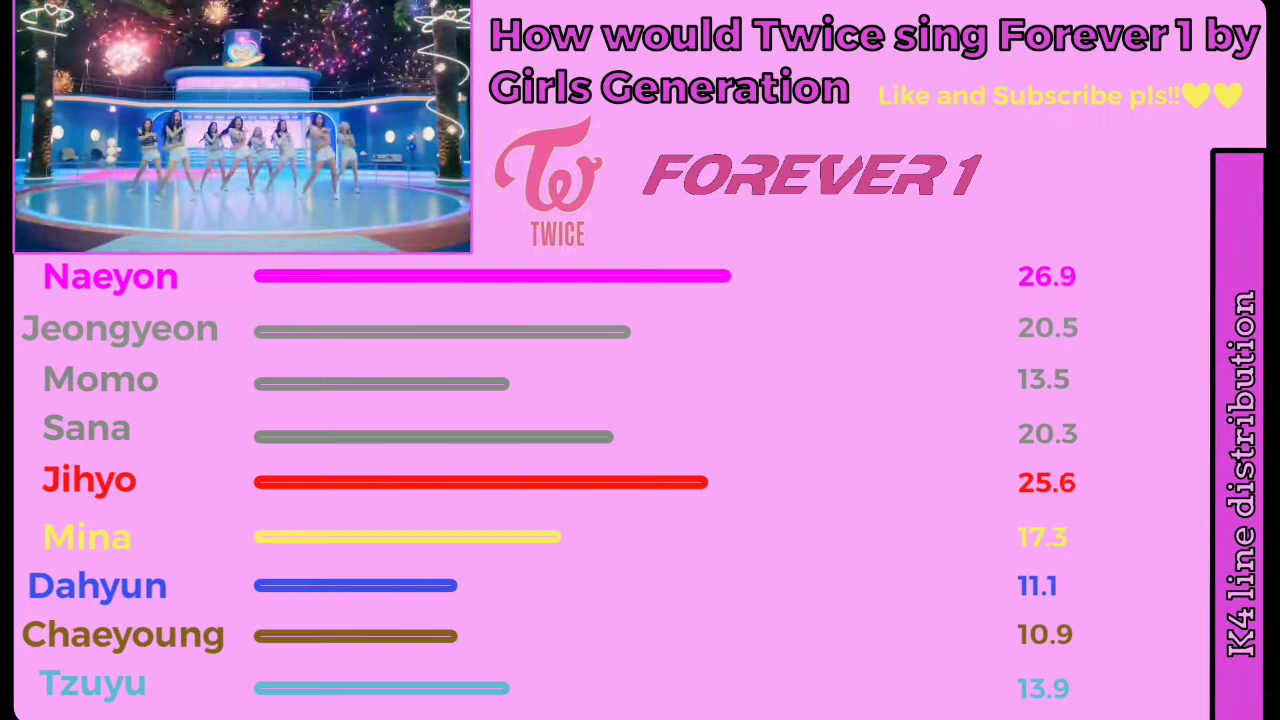 How would Twice sing Forever 1 by
Girls Generation
Like and Subscribe pls!!💛💛
TWICE
FOREVER 1
Naeyon 26.9
Jeongyeon 20.5
Momo 13.5
Sana 20.3
Jihyo 25.6
Mina 17.3
Dahyun 11.1
Chaeyoung 10.9
Tzuyu 13.9
K4 line distribution